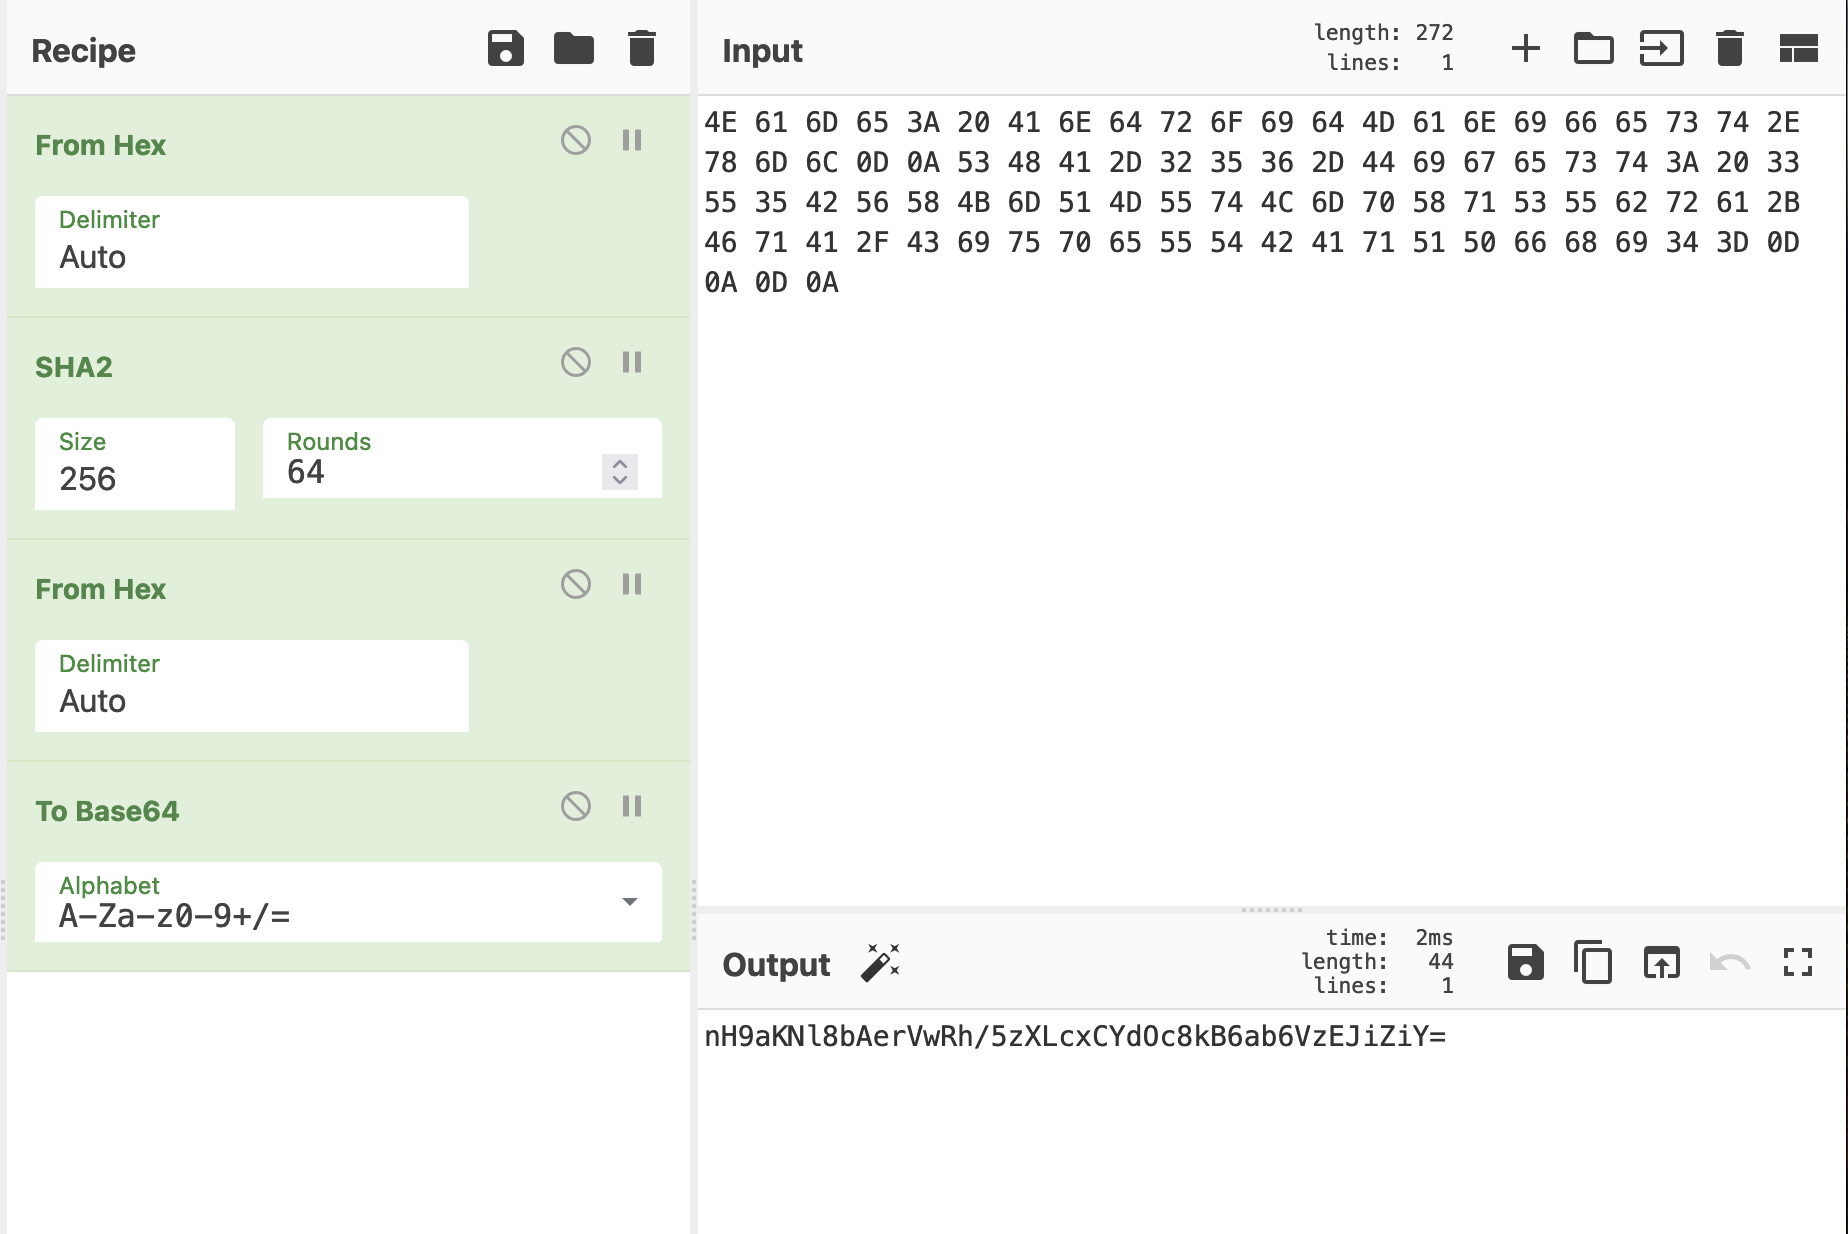 Recipe
From Hex
Delimiter
Auto
SHA2
Size
256
Rounds
64
From Hex
Delimiter
Auto
To Base64
Alphabet
A-Za-z0-9+/=
Input
length: 272
lines: 1
4E 61 6D 65 3A 20 41 6E 64 72 6F 69 64 4D 61 6E 69 66 65 73 74 2E
78 6D 6C 0D 0A 53 48 41 2D 32 35 36 2D 44 69 67 65 73 74 3A 20 33
55 35 42 56 58 4B 6D 51 4D 55 74 4C 6D 70 58 71 53 55 62 72 61 2B
46 71 41 2F 43 69 75 70 65 55 54 42 41 71 51 50 66 68 69 34 3D 0D
0A 0D 0A
Output
time: 2ms
length: 44
lines: 1
nH9aKNl8bAerVwRh/5zXLcxCYdOc8kB6ab6VzEJiZiY=